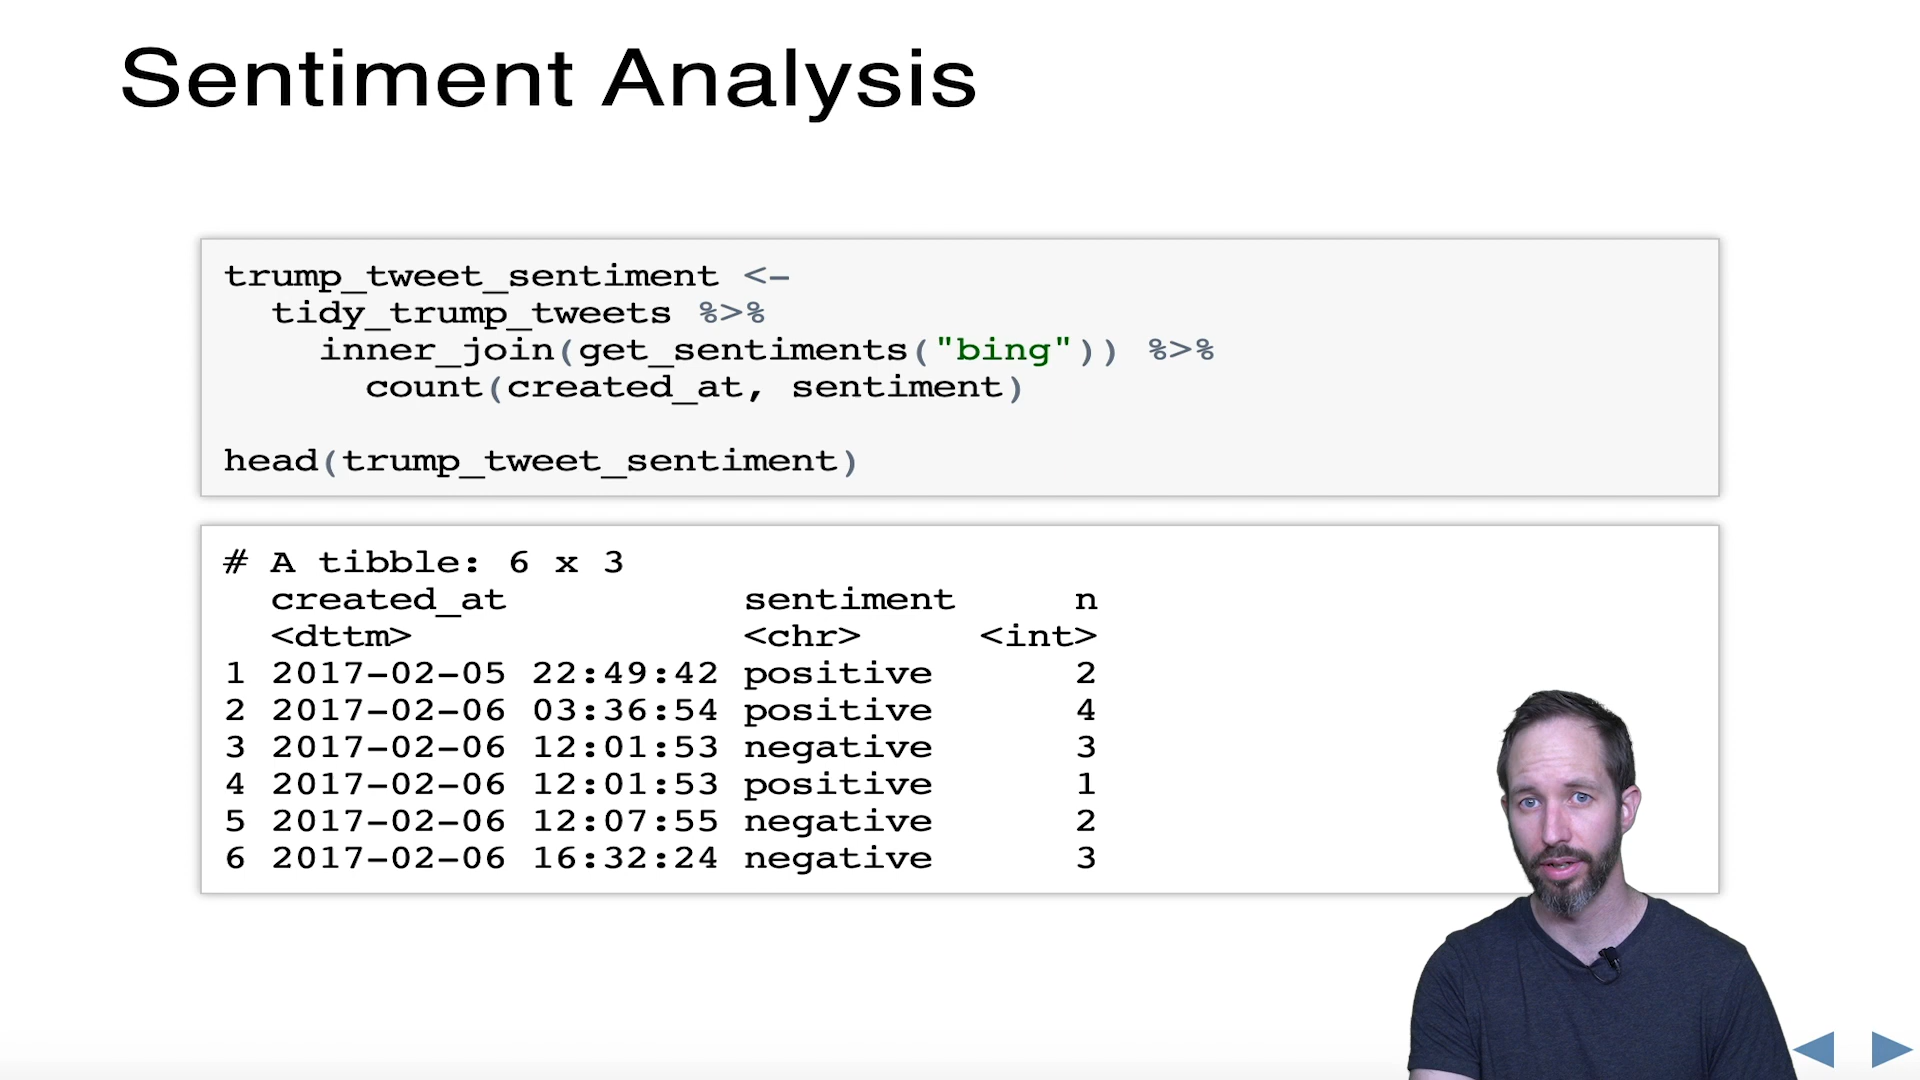 Sentiment Analysis
trump_tweet_sentiment <-
  tidy_trump_tweets %>%
    inner_join(get_sentiments("bing")) %>%
      count(created_at, sentiment)
head(trump_tweet_sentiment)
# A tibble: 6 x 3
  created_at          sentiment     n
  <dttm>              <chr>     <int>
1 2017-02-05 22:49:42 positive      2
2 2017-02-06 03:36:54 positive      4
3 2017-02-06 12:01:53 negative      3
4 2017-02-06 12:01:53 positive      1
5 2017-02-06 12:07:55 negative      2
6 2017-02-06 16:32:24 negative      3